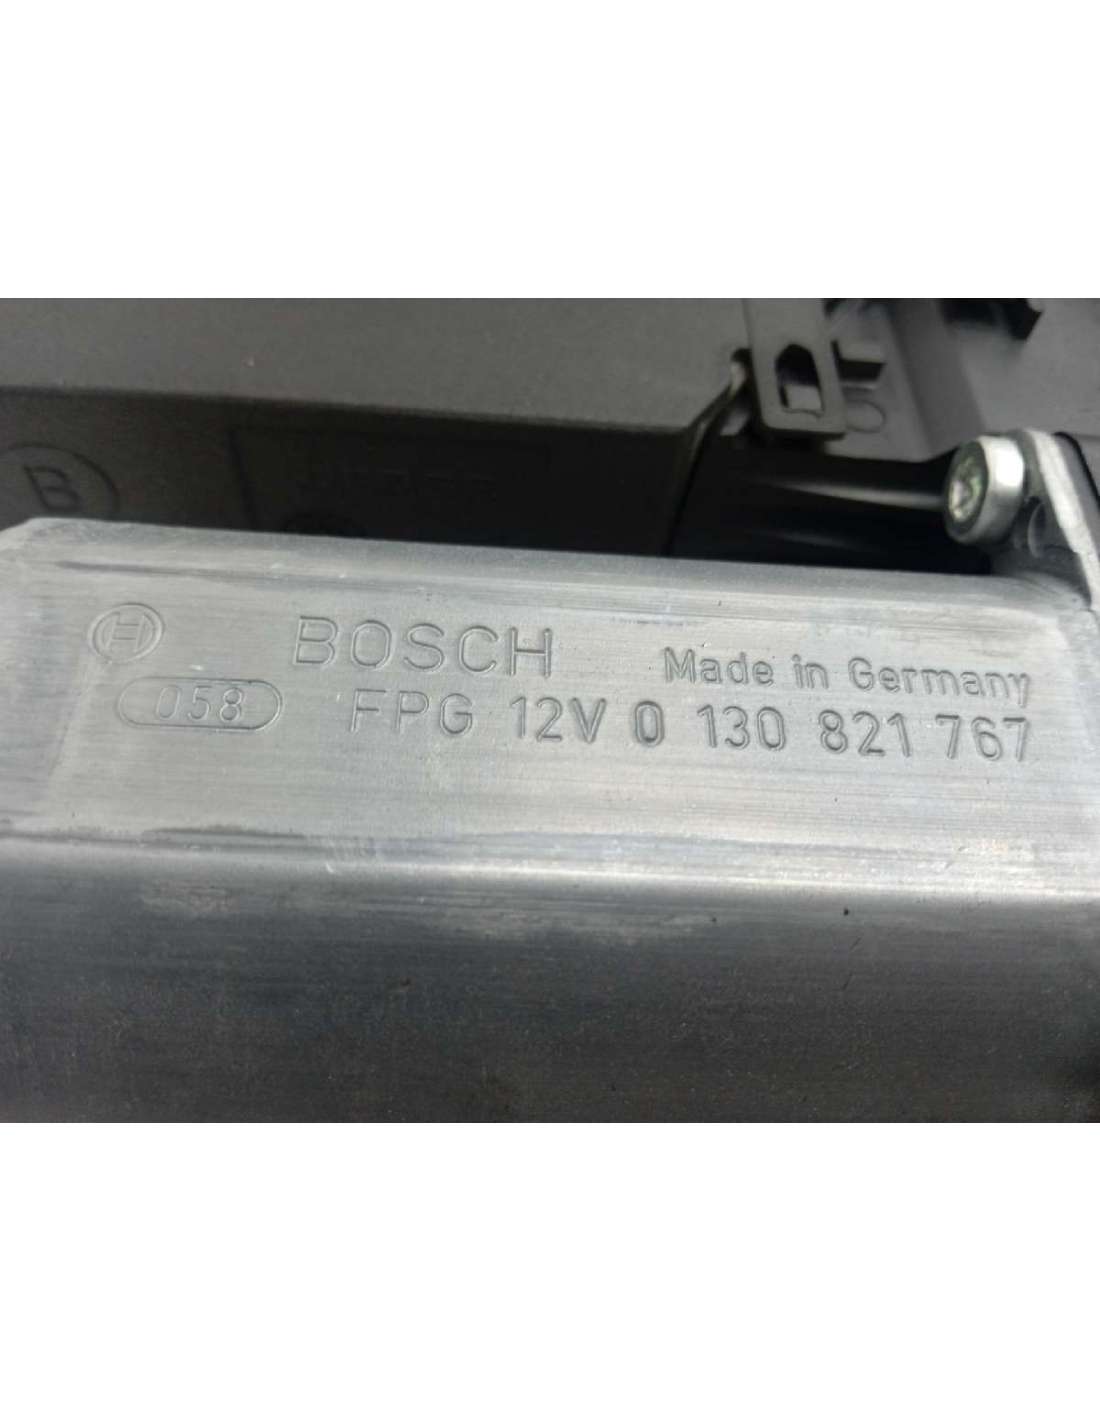 B
BOSCH
Made in Germany
058 FPG 12V 0 130 821 767